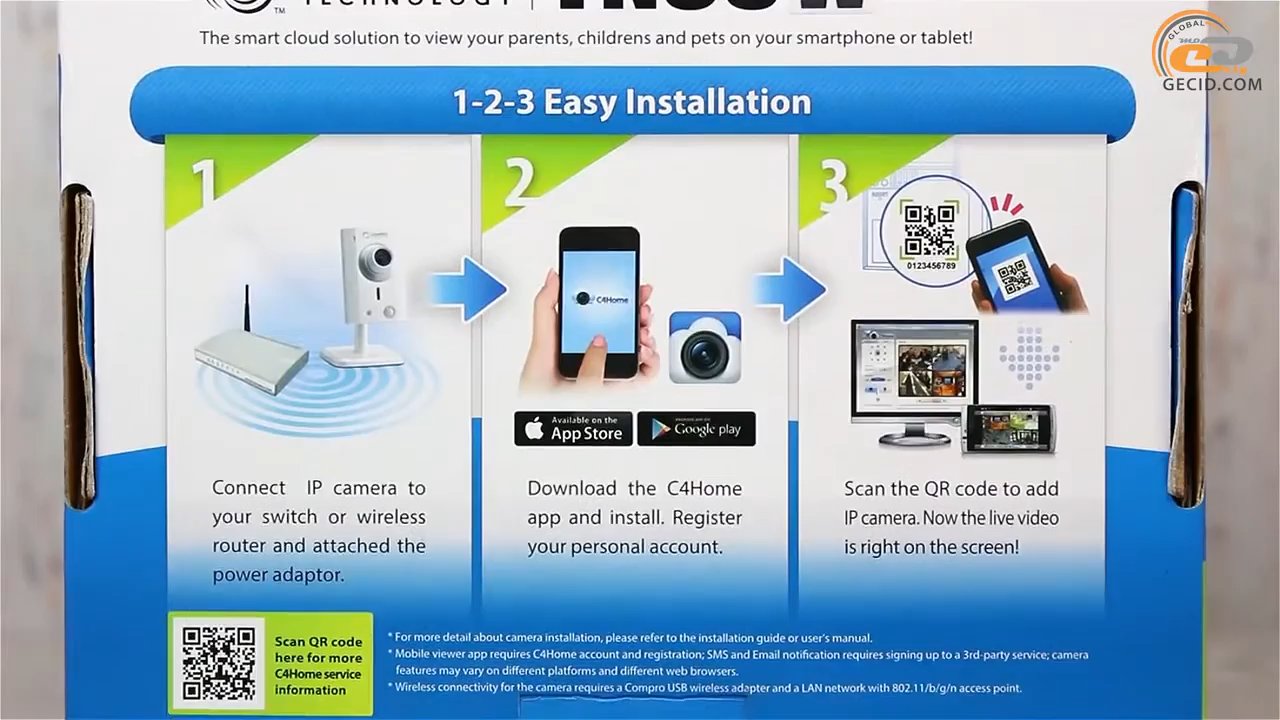 TECHNOLOGY
TM
The smart cloud solution to view your parents, childrens and pets on your smartphone or tablet!
GLOBAL
GECID.COM
1-2-3 Easy Installation
1
2
3
0123456789
C4Home
Available on the
App Store
Google play
Connect IP camera to
your switch or wireless
router and attached the
power adaptor.
Download the C4Home
app and install. Register
your personal account.
Scan the QR code to add
IP camera. Now the live video
is right on the screen!
Scan QR code
here for more
C4Home service
information
* For more detail about camera installation, please refer to the installation guide or user's manual.
* Mobile viewer app requires C4Home account and registration; SMS and Email notification requires signing up to a 3rd-party service; camera
features may vary on different platforms and different web browsers.
* Wireless connectivity for the camera requires a Compro USB wireless adapter and a LAN network with 802.11/b/g/n access point.